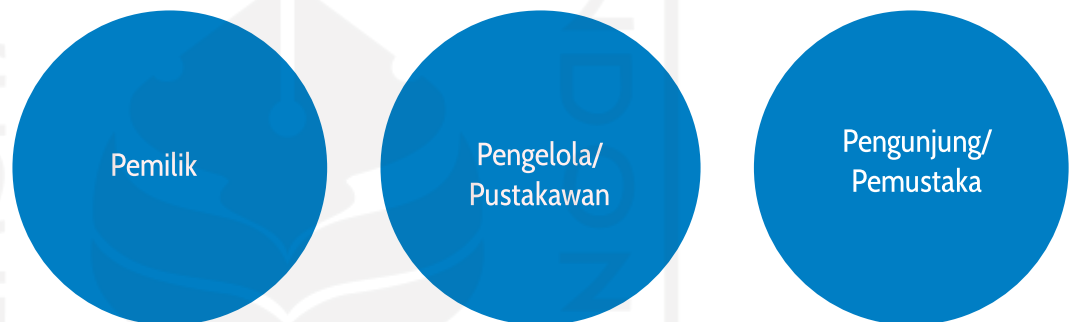 Pemilik
Pengelola/
Pustakawan
Pengunjung/
Pemustaka